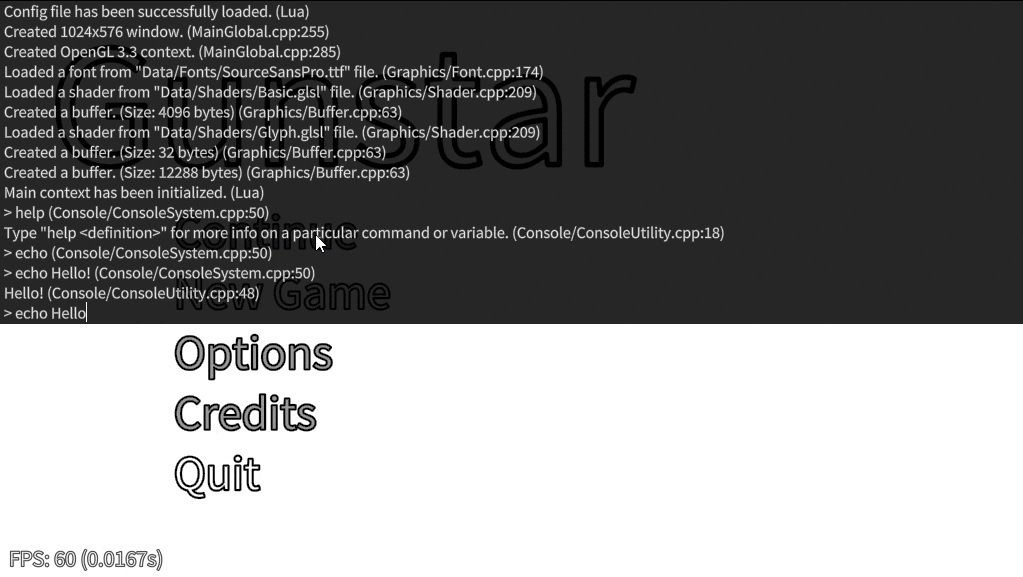 Config file has been successfully loaded. (Lua)
Created 1024x576 window. (MainGlobal.cpp:255)
Created OpenGL 3.3 context. (MainGlobal.cpp:285)
Loaded a font from "Data/Fonts/SourceSansPro.ttf" file. (Graphics/Font.cpp:174)
Loaded a shader from "Data/Shaders/Basic.glsl" file. (Graphics/Shader.cpp:209)
Created a buffer. (Size: 4096 bytes) (Graphics/Buffer.cpp:63)
Loaded a shader from "Data/Shaders/Glyph.glsl" file. (Graphics/Shader.cpp:209)
Created a buffer. (Size: 32 bytes) (Graphics/Buffer.cpp:63)
Created a buffer. (Size: 12288 bytes) (Graphics/Buffer.cpp:63)
Main context has been initialized. (Lua)
> help (Console/ConsoleSystem.cpp:50)
Type "help <definition>" for more info on a particular command or variable. (Console/ConsoleUtility.cpp:18)
> echo (Console/ConsoleSystem.cpp:50)
> echo Hello! (Console/ConsoleSystem.cpp:50)
Hello! (Console/ConsoleUtility.cpp:48)
> echo Hello
Gunstar
Continue
New Game
Options
Credits
Quit
FPS: 60 (0.0167s)